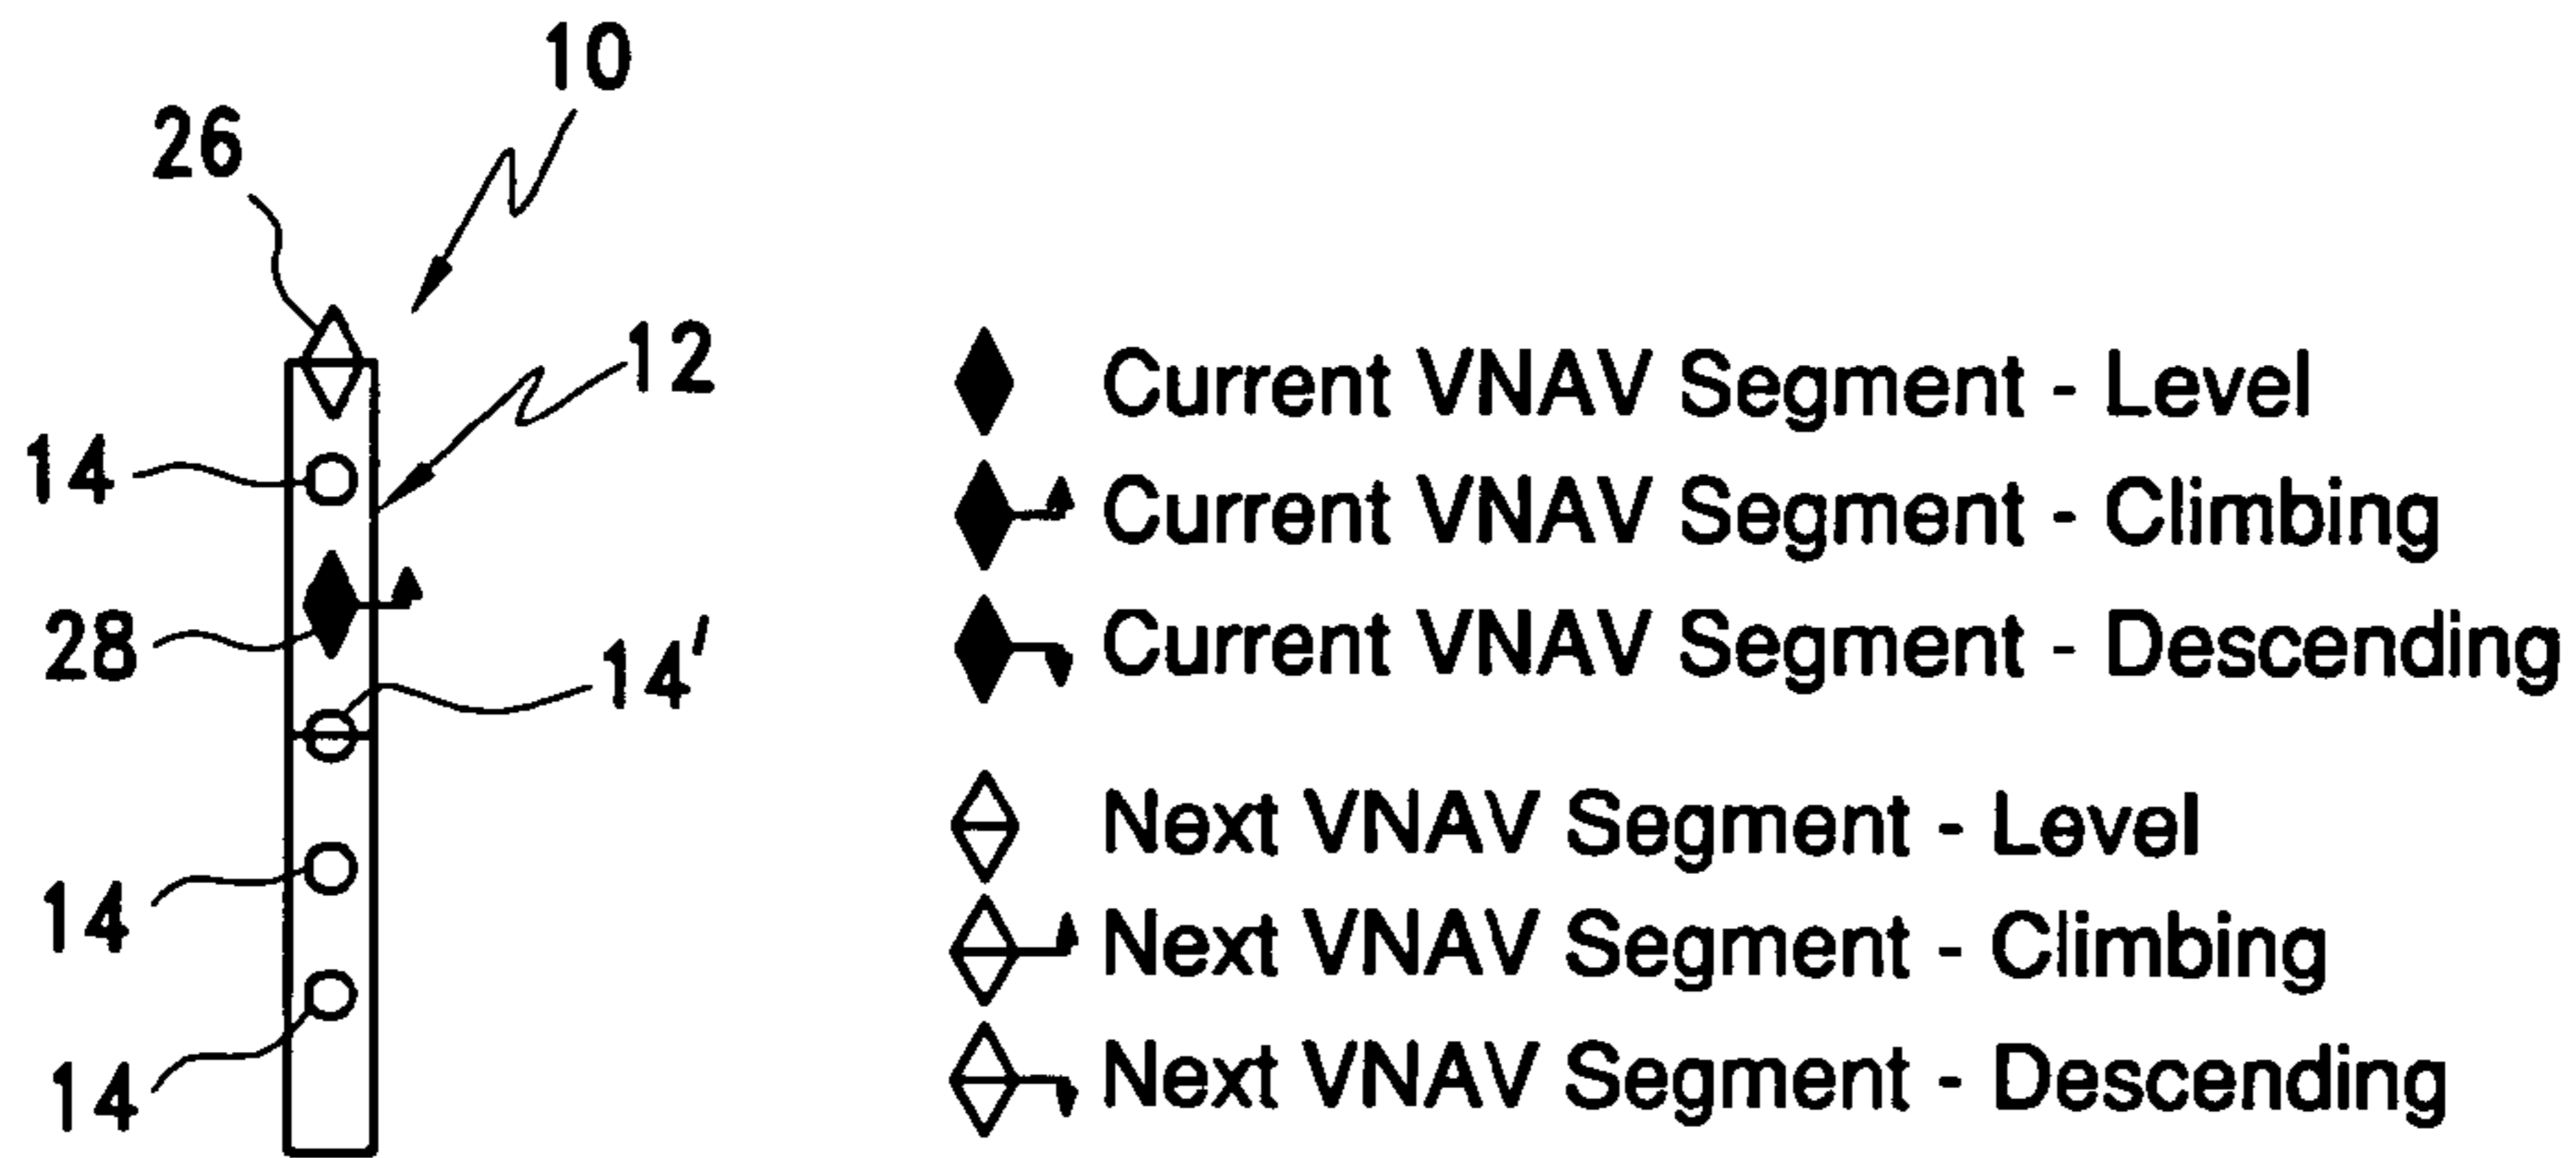 10
26
12
14
28
14'
14
14
Current VNAV Segment - Level
Current VNAV Segment - Climbing
Current VNAV Segment - Descending
Next VNAV Segment - Level
Next VNAV Segment - Climbing
Next VNAV Segment - Descending